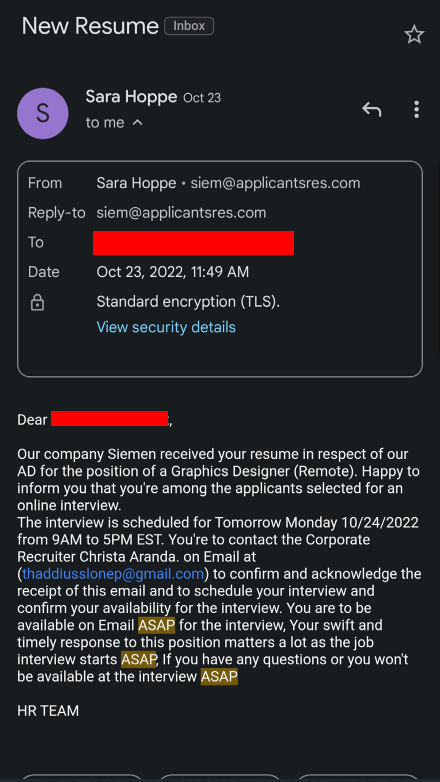 New Resume Inbox
S
Sara Hoppe Oct 23
to me
From Sara Hoppe • siem@applicantsres.com
Reply-to siem@applicantsres.com
To
Date Oct 23, 2022, 11:49 AM
Standard encryption (TLS).
View security details
Dear ,
Our company Siemen received your resume in respect of our
AD for the position of a Graphics Designer (Remote). Happy to
inform you that you're among the applicants selected for an
online interview.
The interview is scheduled for Tomorrow Monday 10/24/2022
from 9AM to 5PM EST. You're to contact the Corporate
Recruiter Christa Aranda. on Email at
(thaddiusslonep@gmail.com) to confirm and acknowledge the
receipt of this email and to schedule your interview and
confirm your availability for the interview. You are to be
available on Email ASAP for the interview, Your swift and
timely response to this position matters a lot as the job
interview starts ASAP, If you have any questions or you won't
be available at the interview ASAP
HR TEAM